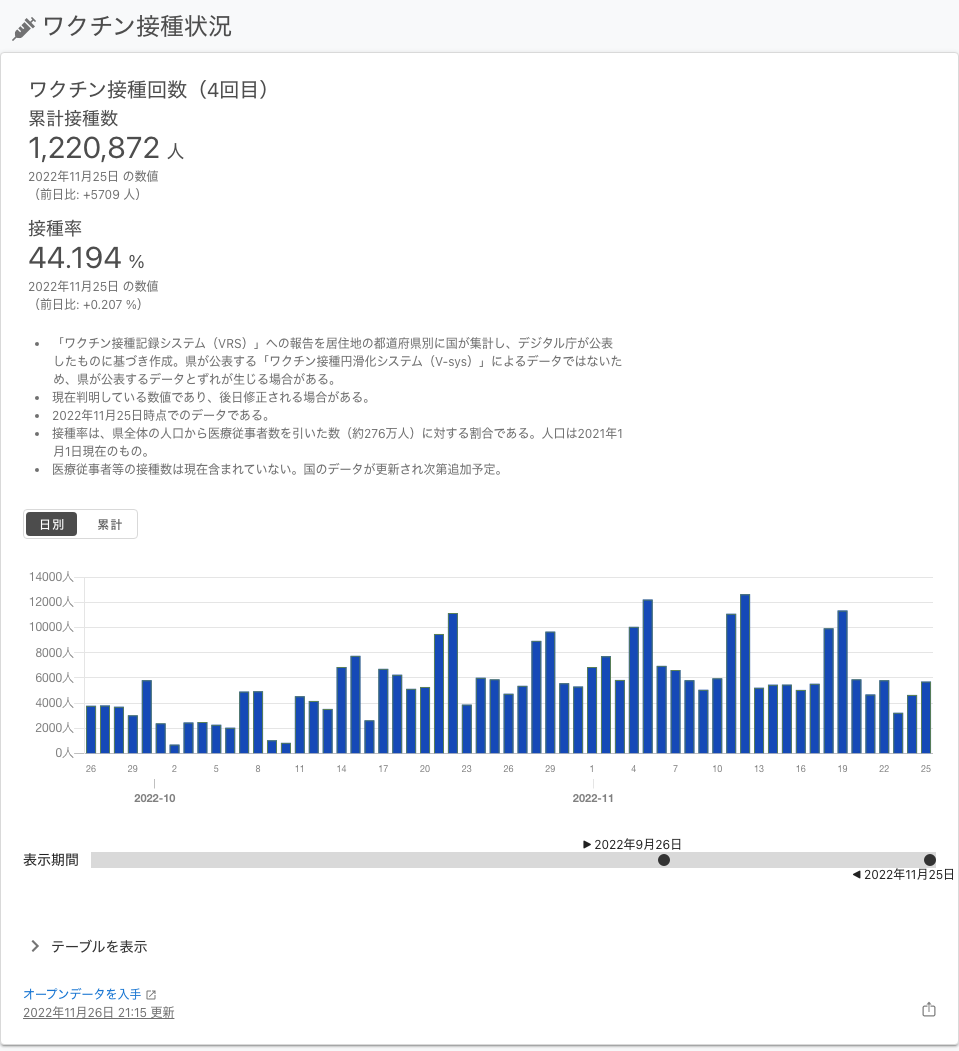 ワクチン接種状況
ワクチン接種回数（4回目）
累計接種数
1,220,872 人
2022年11月25日 の数値
（前日比: +5709 人）
接種率
44.194 %
2022年11月25日 の数値
（前日比: +0.207 %）
• 「ワクチン接種記録システム（VRS）」への報告を居住地の都道府県別に国が集計し、デジタル庁が公表
したものに基づき作成。県が公表する「ワクチン接種円滑化システム（V-sys）」によるデータではないた
め、県が公表するデータとずれが生じる場合がある。
• 現在判明している数値であり、後日修正される場合がある。
• 2022年11月25日時点でのデータである。
• 接種率は、県全体の人口から医療従事者数を引いた数（約276万人）に対する割合である。人口は2021年1
月1日現在のもの。
• 医療従事者等の接種数は現在含まれていない。国のデータが更新され次第追加予定。
日別 累計
14000人
12000人
10000人
8000人
6000人
4000人
2000人
0人
26 29 2 5 8 11 14 17 20 23 26 29 1 4 7 10 13 16 19 22 25
2022-10 2022-11
▶ 2022年9月26日
表示期間
◀ 2022年11月25日
テーブルを表示
オープンデータを入手
2022年11月26日 21:15 更新